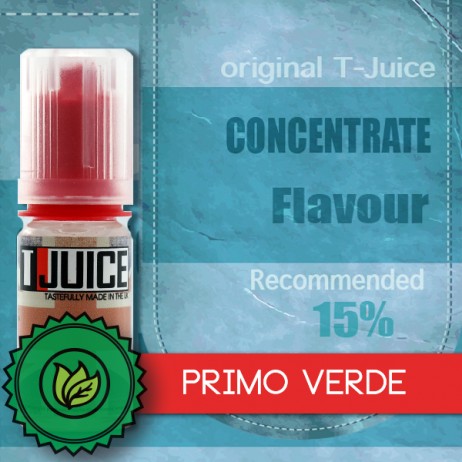 original T-Juice
CONCENTRATE
Flavour
Recommended
15%
T JUICE
TASTEFULLY MADE IN THE UK
PRIMO VERDE